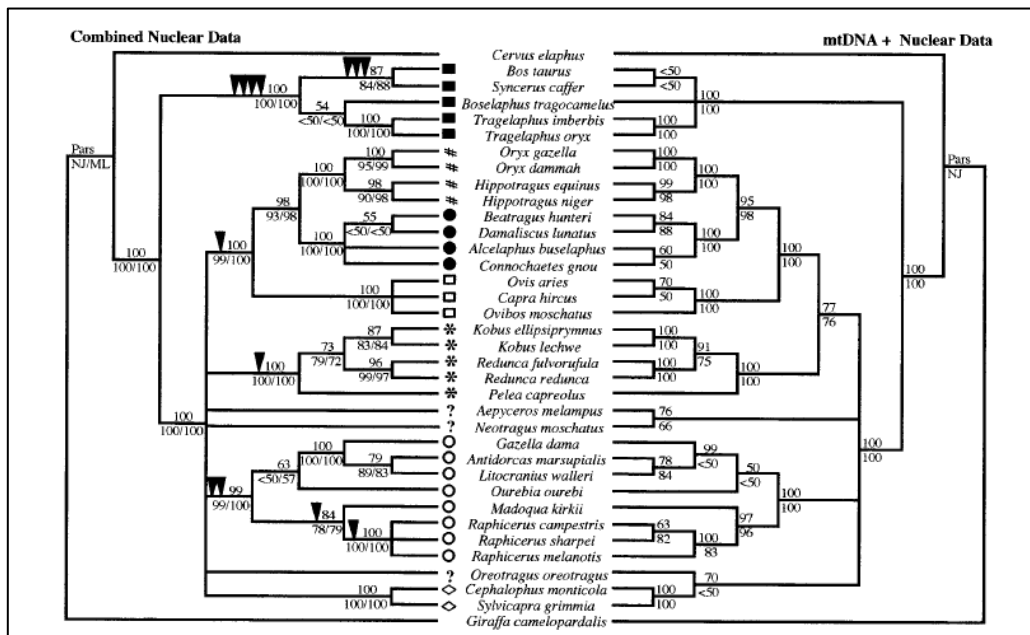 Combined Nuclear Data
mtDNA + Nuclear Data
Pars
NJ/ML
100
100/100
100
100/100
87
84/88
54
<50/<50
100
100/100
100
100/100
100
95/99
98
90/98
98
93/98
100
99/100
55
<50/<50
100
100/100
100
100/100
87
83/84
73
79/72
96
99/97
100
100/100
100
100/100
100
100/100
79
89/83
63
<50/57
99
99/100
84
78/79
100
100/100
100
100/100
#
#
#
#
*
*
*
*
*
?
?
?
Cervus elaphus
Bos taurus
Syncerus caffer
Boselaphus tragocamelus
Tragelaphus imberbis
Tragelaphus oryx
Oryx gazella
Oryx dammah
Hippotragus equinus
Hippotragus niger
Beatragus hunteri
Damaliscus lunatus
Alcelaphus buselaphus
Connochaetes gnou
Ovis aries
Capra hircus
Ovibos moschatus
Kobus ellipsiprymnus
Kobus lechwe
Redunca fulvorufula
Redunca redunca
Pelea capreolus
Aepyceros melampus
Neotragus moschatus
Gazella dama
Antidorcas marsupialis
Litocranius walleri
Ourebia ourebi
Madoqua kirkii
Raphicerus campestris
Raphicerus sharpei
Raphicerus melanotis
Oreotragus oreotragus
Cephalophus monticola
Sylvicapra grimmia
Giraffa camelopardalis
<50
<50
100
100
100
100
100
100
99
98
100
100
84
88
60
50
100
100
95
98
70
50
100
100
100
100
100
100
100
100
91
75
100
100
77
76
76
66
78
84
99
<50
50
<50
63
82
100
83
97
96
100
100
100
100
70
<50
100
100
100
100
Pars
NJ